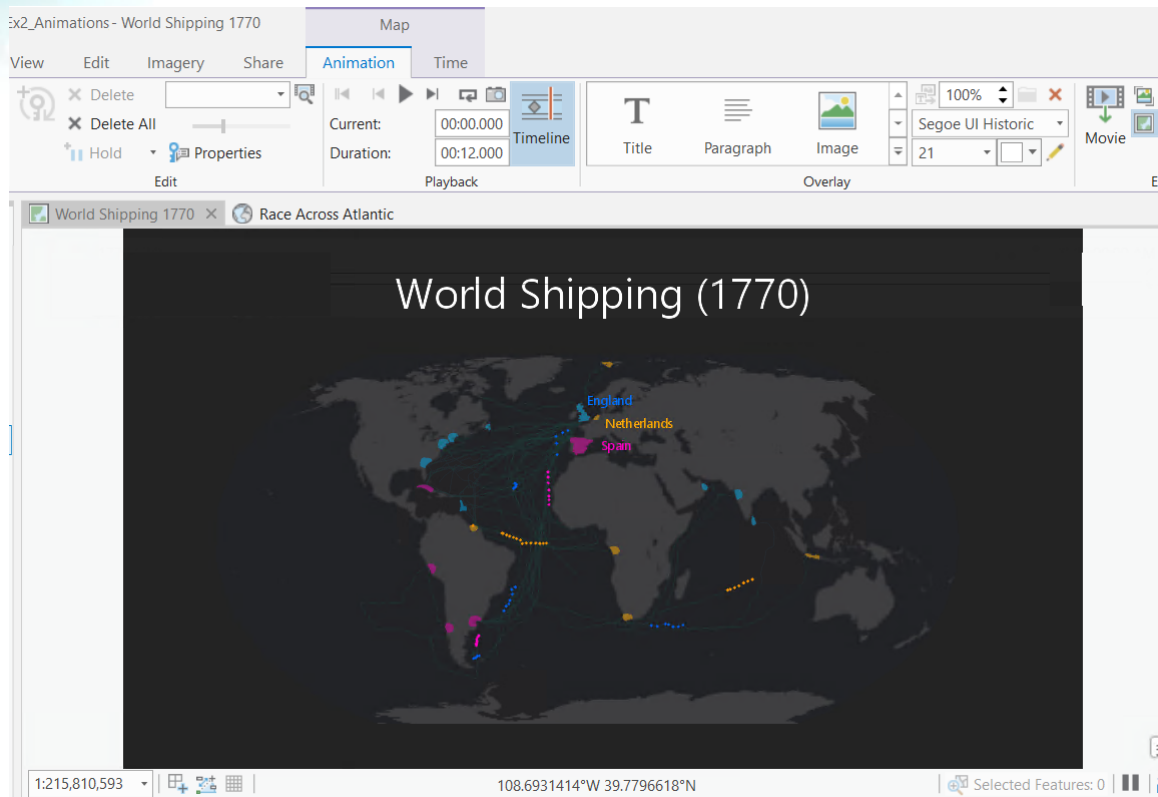 Ex2_Animations - World Shipping 1770
Map
View Edit Imagery Share Animation Time
Delete
Delete All
Hold Properties
Edit
Current: 00:00.000
Duration: 00:12.000
Playback
Timeline
Title Paragraph Image
100%
Segoe UI Historic
21
Overlay
Movie
E
World Shipping 1770 Race Across Atlantic
World Shipping (1770)
England
Netherlands
Spain
1:215,810,593 108.6931414°W 39.7796618°N Selected Features: 0